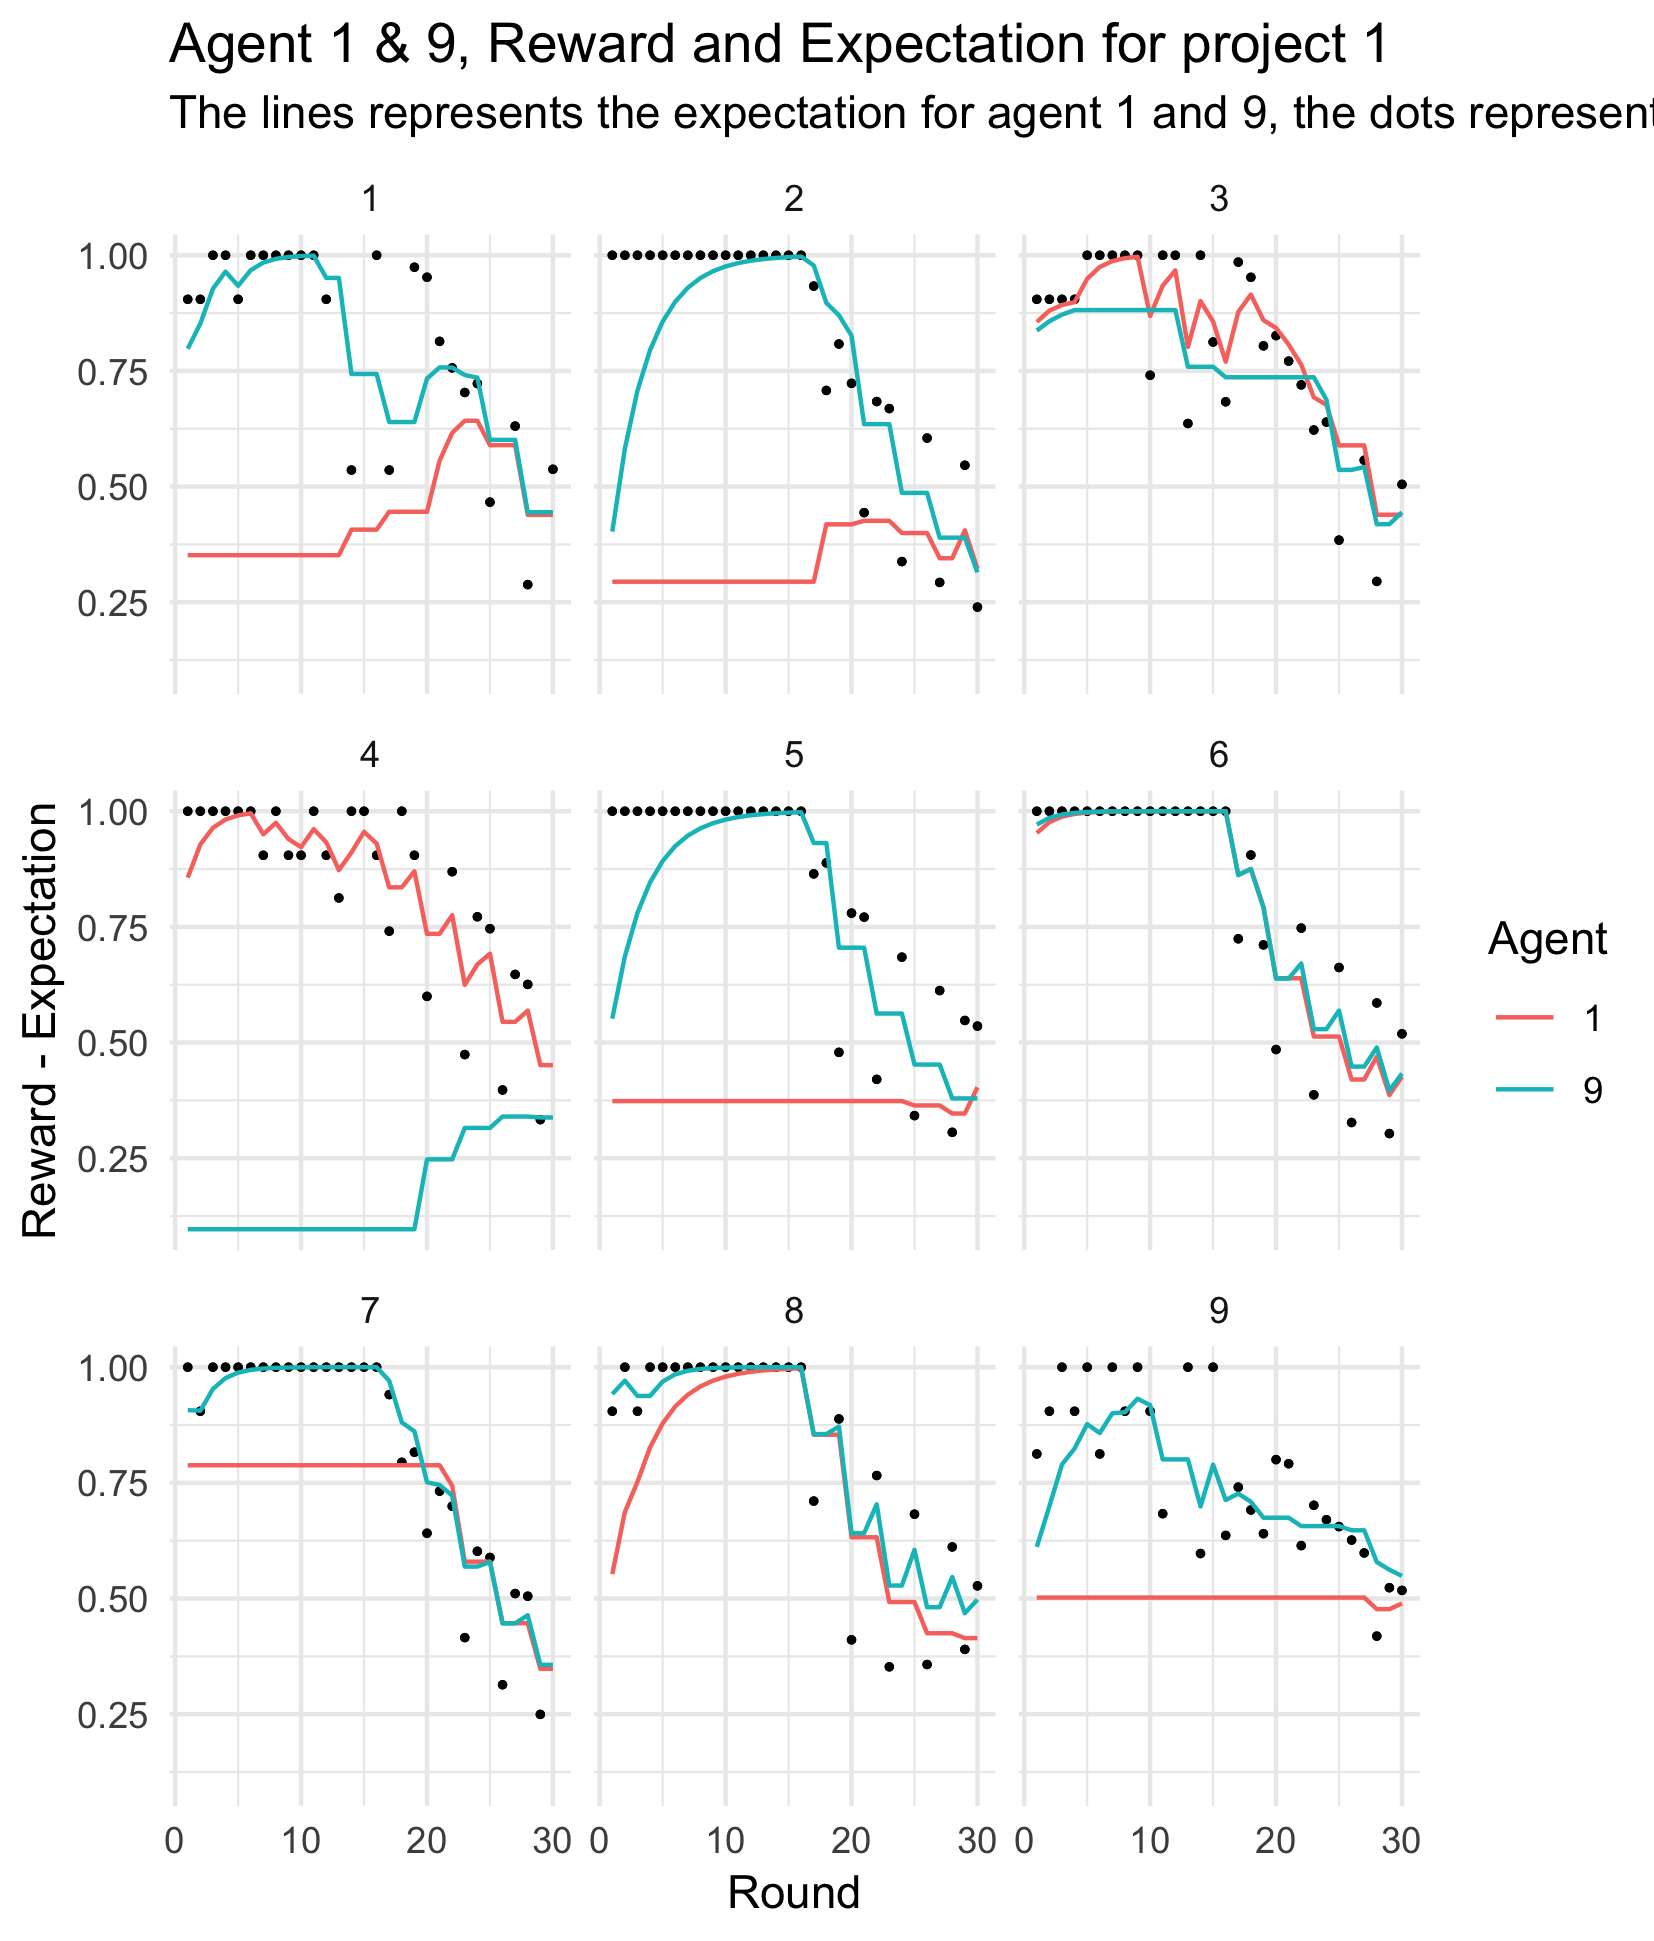 Agent 1 & 9, Reward and Expectation for project 1
The lines represents the expectation for agent 1 and 9, the dots represent
1 2 3
1.00
0.75
0.50
0.25
4 5 6
1.00
0.75
0.50
0.25
Reward - Expectation
Agent
1
9
7 8 9
1.00
0.75
0.50
0.25
0 10 20 30 0 10 20 30 0 10 20 30
Round